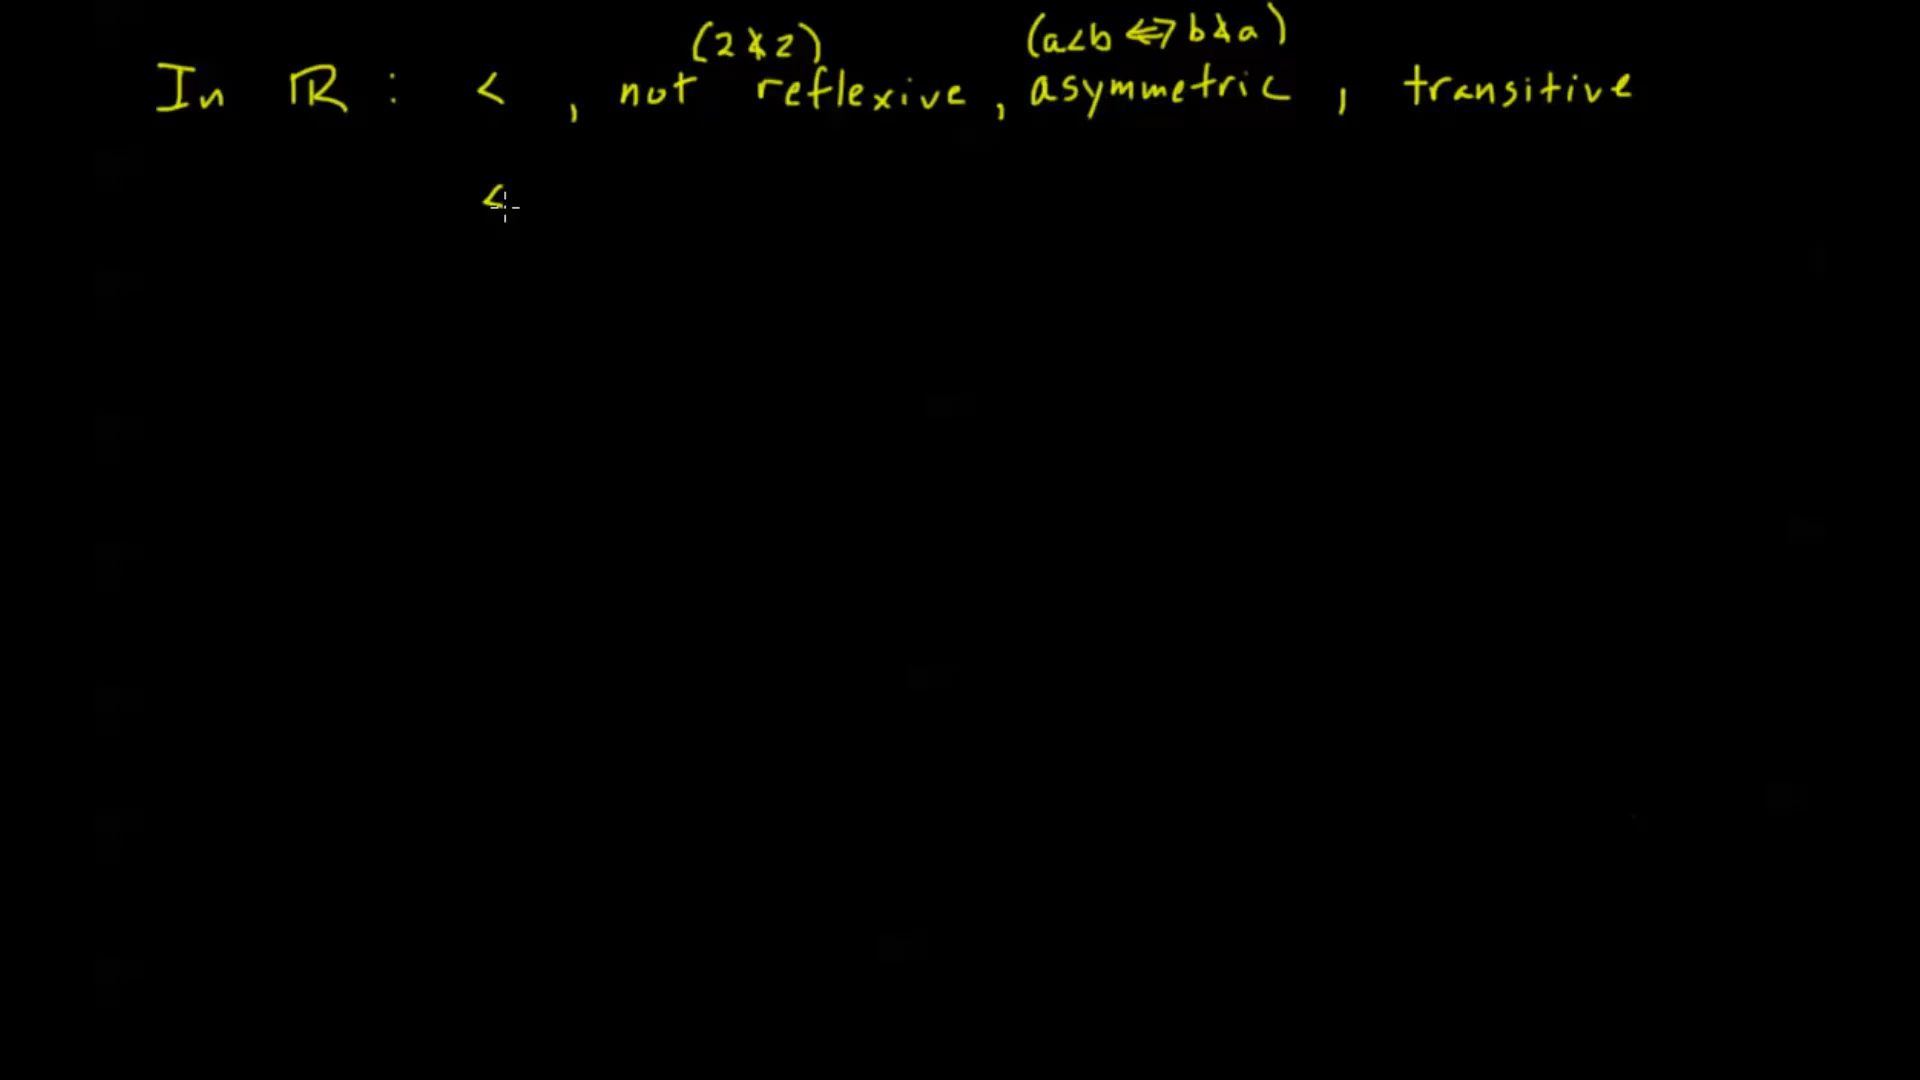 (2≮2) (a<b ⟺ b≮a)
In ℝ : < , not reflexive, asymmetric , transitive
<